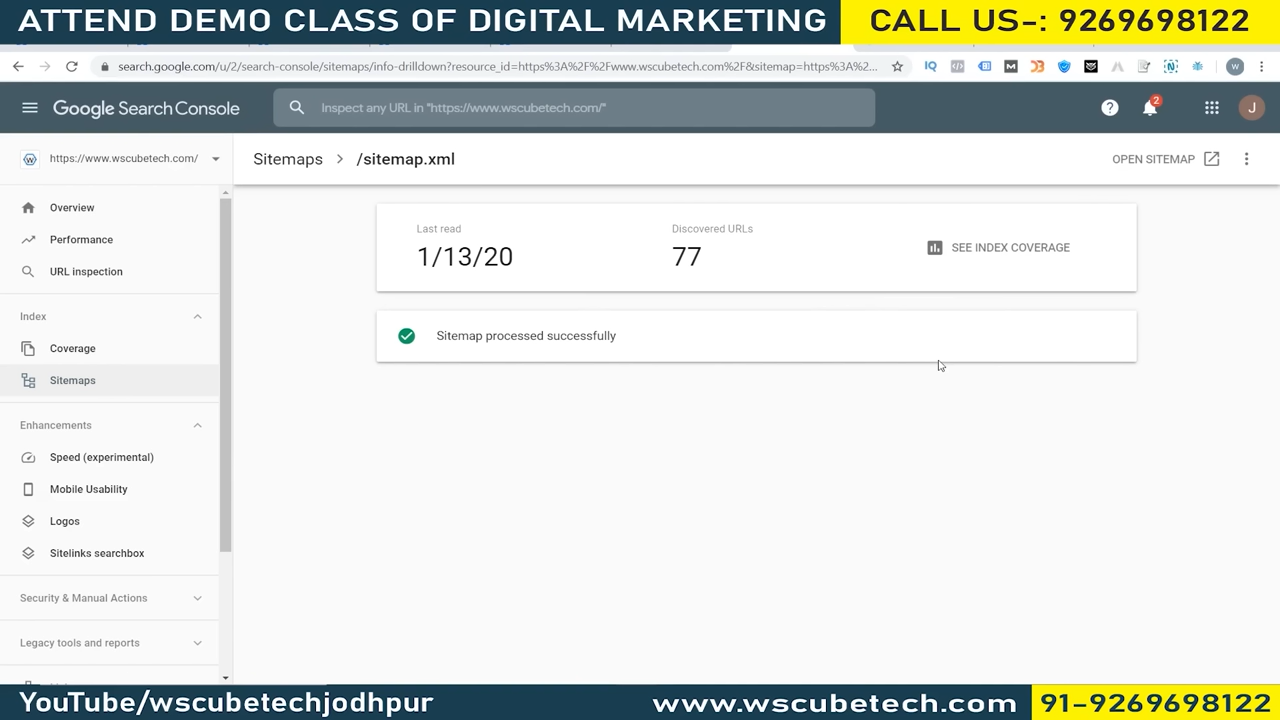 ATTEND DEMO CLASS OF DIGITAL MARKETING
CALL US-: 9269698122
search.google.com/u/2/search-console/sitemaps/info-drilldown?resource_id=https%3A%2F%2Fwww.wscubetech.com%2F&sitemap=https%3A%2...
Google Search Console
Inspect any URL in "https://www.wscubetech.com/"
2
J
https://www.wscubetech.com/
Sitemaps > /sitemap.xml
OPEN SITEMAP
Overview
Performance
URL inspection
Index
Coverage
Sitemaps
Enhancements
Speed (experimental)
Mobile Usability
Logos
Sitelinks searchbox
Security & Manual Actions
Legacy tools and reports
Last read
1/13/20
Discovered URLs
77
SEE INDEX COVERAGE
Sitemap processed successfully
YouTube/wscubetechjodhpur
www.wscubetech.com
91-9269698122